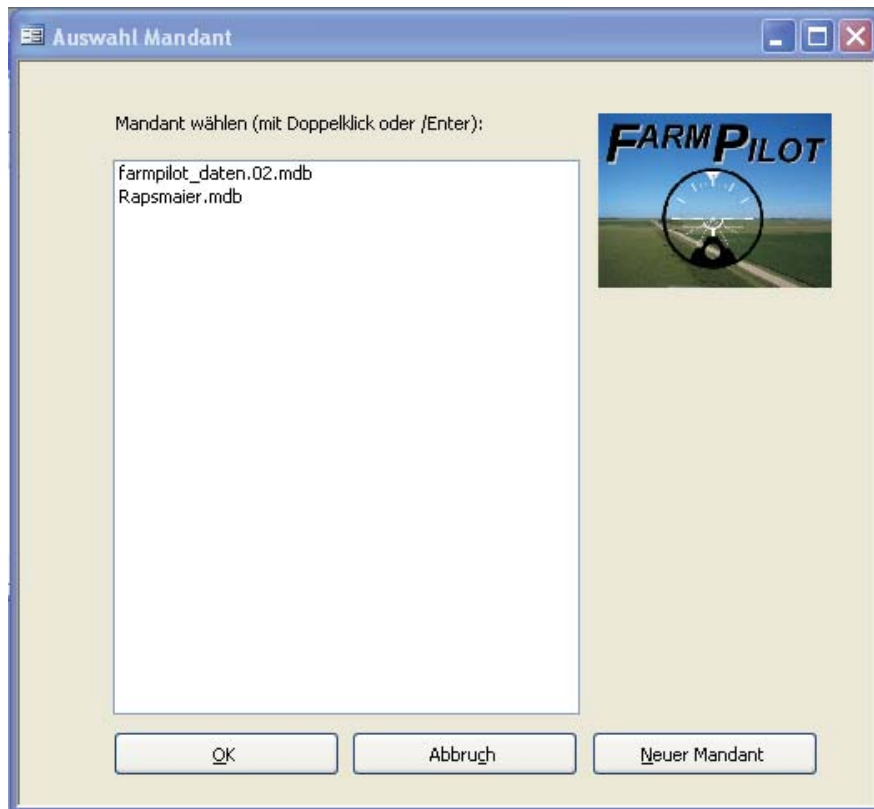 Auswahl Mandant
Mandant wählen (mit Doppelklick oder /Enter):
FARMPILOT
farmpilot_daten.02.mdb
Rapsmaier.mdb
OK
Abbruch
Neuer Mandant